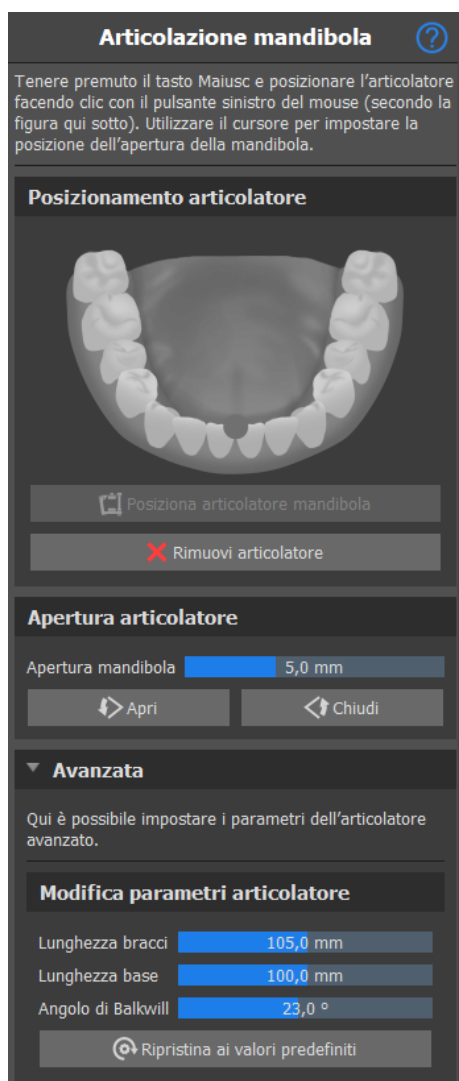 Articolazione mandibola
?
Tenere premuto il tasto Maiusc e posizionare l'articolatore
facendo clic con il pulsante sinistro del mouse (secondo la
figura qui sotto). Utilizzare il cursore per impostare la
posizione dell'apertura della mandibola.
Posizionamento articolatore
Posiziona articolatore mandibola
Rimuovi articolatore
Apertura articolatore
Apertura mandibola 5,0 mm
Apri Chiudi
Avanzata
Qui è possibile impostare i parametri dell'articolatore
avanzato.
Modifica parametri articolatore
Lunghezza bracci 105,0 mm
Lunghezza base 100,0 mm
Angolo di Balkwill 23,0 °
Ripristina ai valori predefiniti